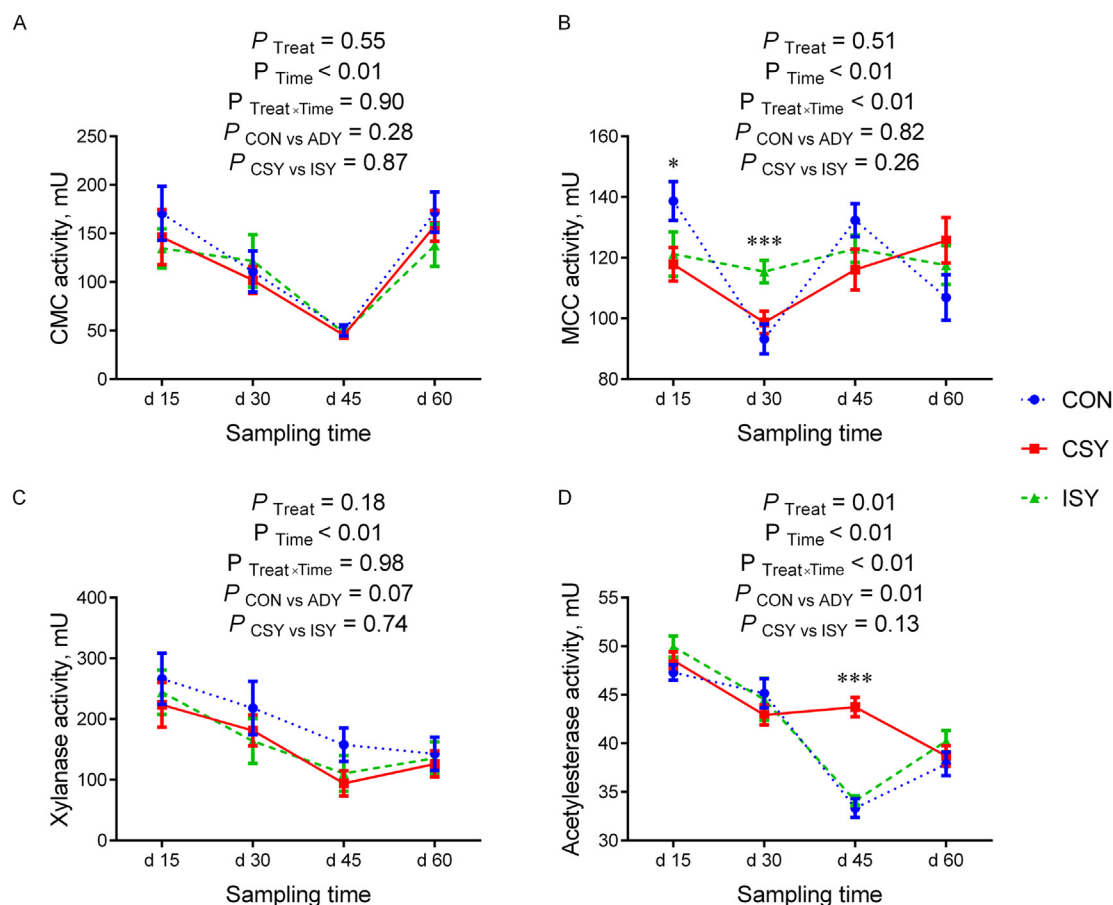 A
P Treat = 0.55
P Time < 0.01
P Treat×Time = 0.90
P CON vs ADY = 0.28
P CSY vs ISY = 0.87
CMC activity, mU
250
200
150
100
50
0
d 15 d 30 d 45 d 60
Sampling time
B
P Treat = 0.51
P Time < 0.01
P Treat×Time < 0.01
P CON vs ADY = 0.82
P CSY vs ISY = 0.26
MCC activity, mU
160
140
120
100
80
*
***
d 15 d 30 d 45 d 60
Sampling time
CON
CSY
ISY
C
P Treat = 0.18
P Time < 0.01
P Treat×Time = 0.98
P CON vs ADY = 0.07
P CSY vs ISY = 0.74
Xylanase activity, mU
400
300
200
100
0
d 15 d 30 d 45 d 60
Sampling time
D
P Treat = 0.01
P Time < 0.01
P Treat×Time < 0.01
P CON vs ADY = 0.01
P CSY vs ISY = 0.13
Acetylesterase activity, mU
55
50
45
40
35
30
***
d 15 d 30 d 45 d 60
Sampling time